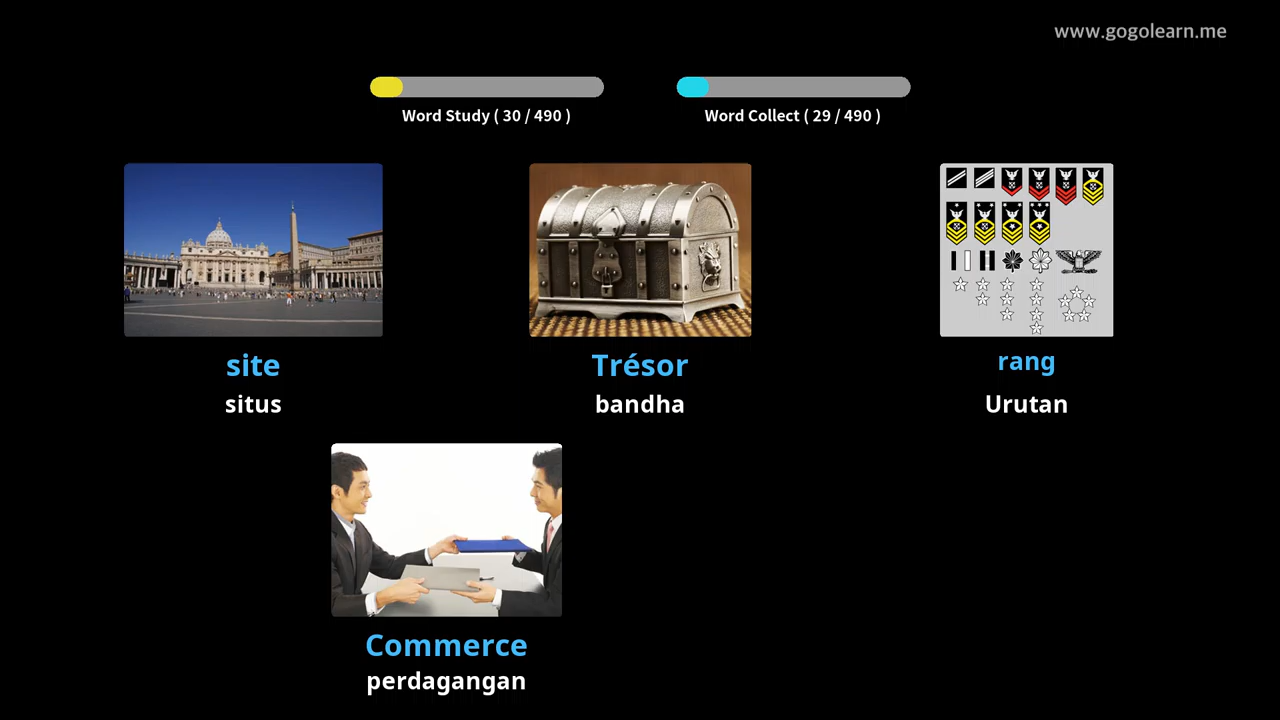 www.gogolearn.me
Word Study ( 30 / 490 )
Word Collect ( 29 / 490 )
site
situs
Trésor
bandha
rang
Urutan
Commerce
perdagangan